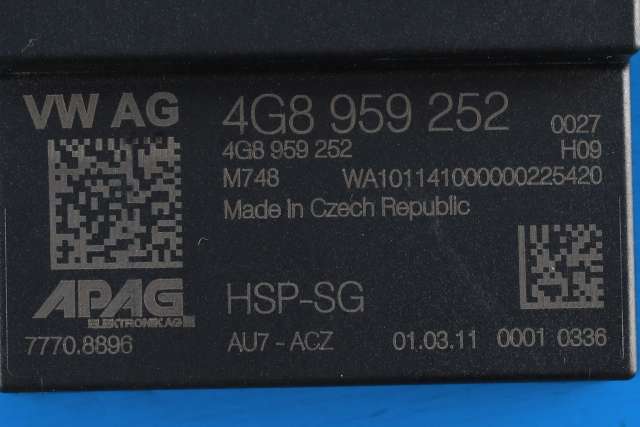 VW AG
4G8 959 252 0027
4G8 959 252 H09
M748 WA101141000000225420
Made in Czech Republic
APAG
ELEKTRONIK AG
HSP-SG
7770.8896 AU7 - ACZ 01.03.11 0001 0336